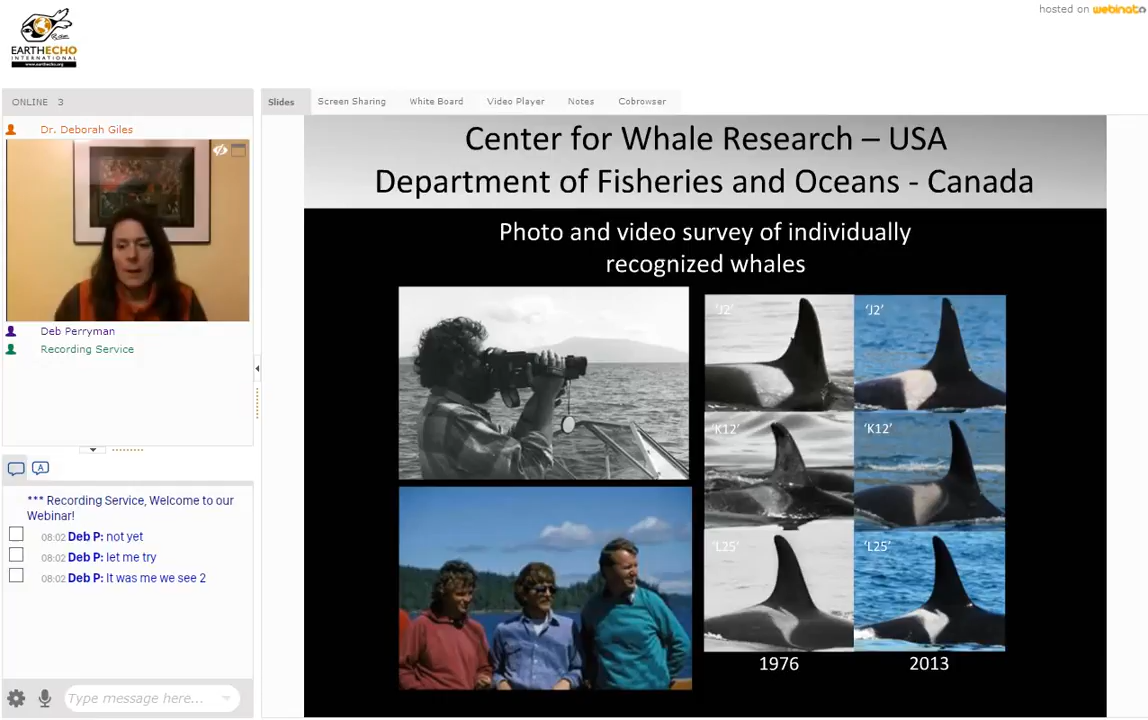 hosted on webinato
EARTHECHO
INTERNATIONAL
www.earthecho.org
ONLINE 3
Dr. Deborah Giles
Deb Perryman
Recording Service
*** Recording Service, Welcome to our
Webinar!
08:02 Deb P: not yet
08:02 Deb P: let me try
08:02 Deb P: It was me we see 2
Type message here...
Slides
Screen Sharing
White Board
Video Player
Notes
Cobrowser
Center for Whale Research – USA
Department of Fisheries and Oceans - Canada
Photo and video survey of individually
recognized whales
'J2'
'J2'
'K12'
'K12'
'L25'
'L25'
1976
2013